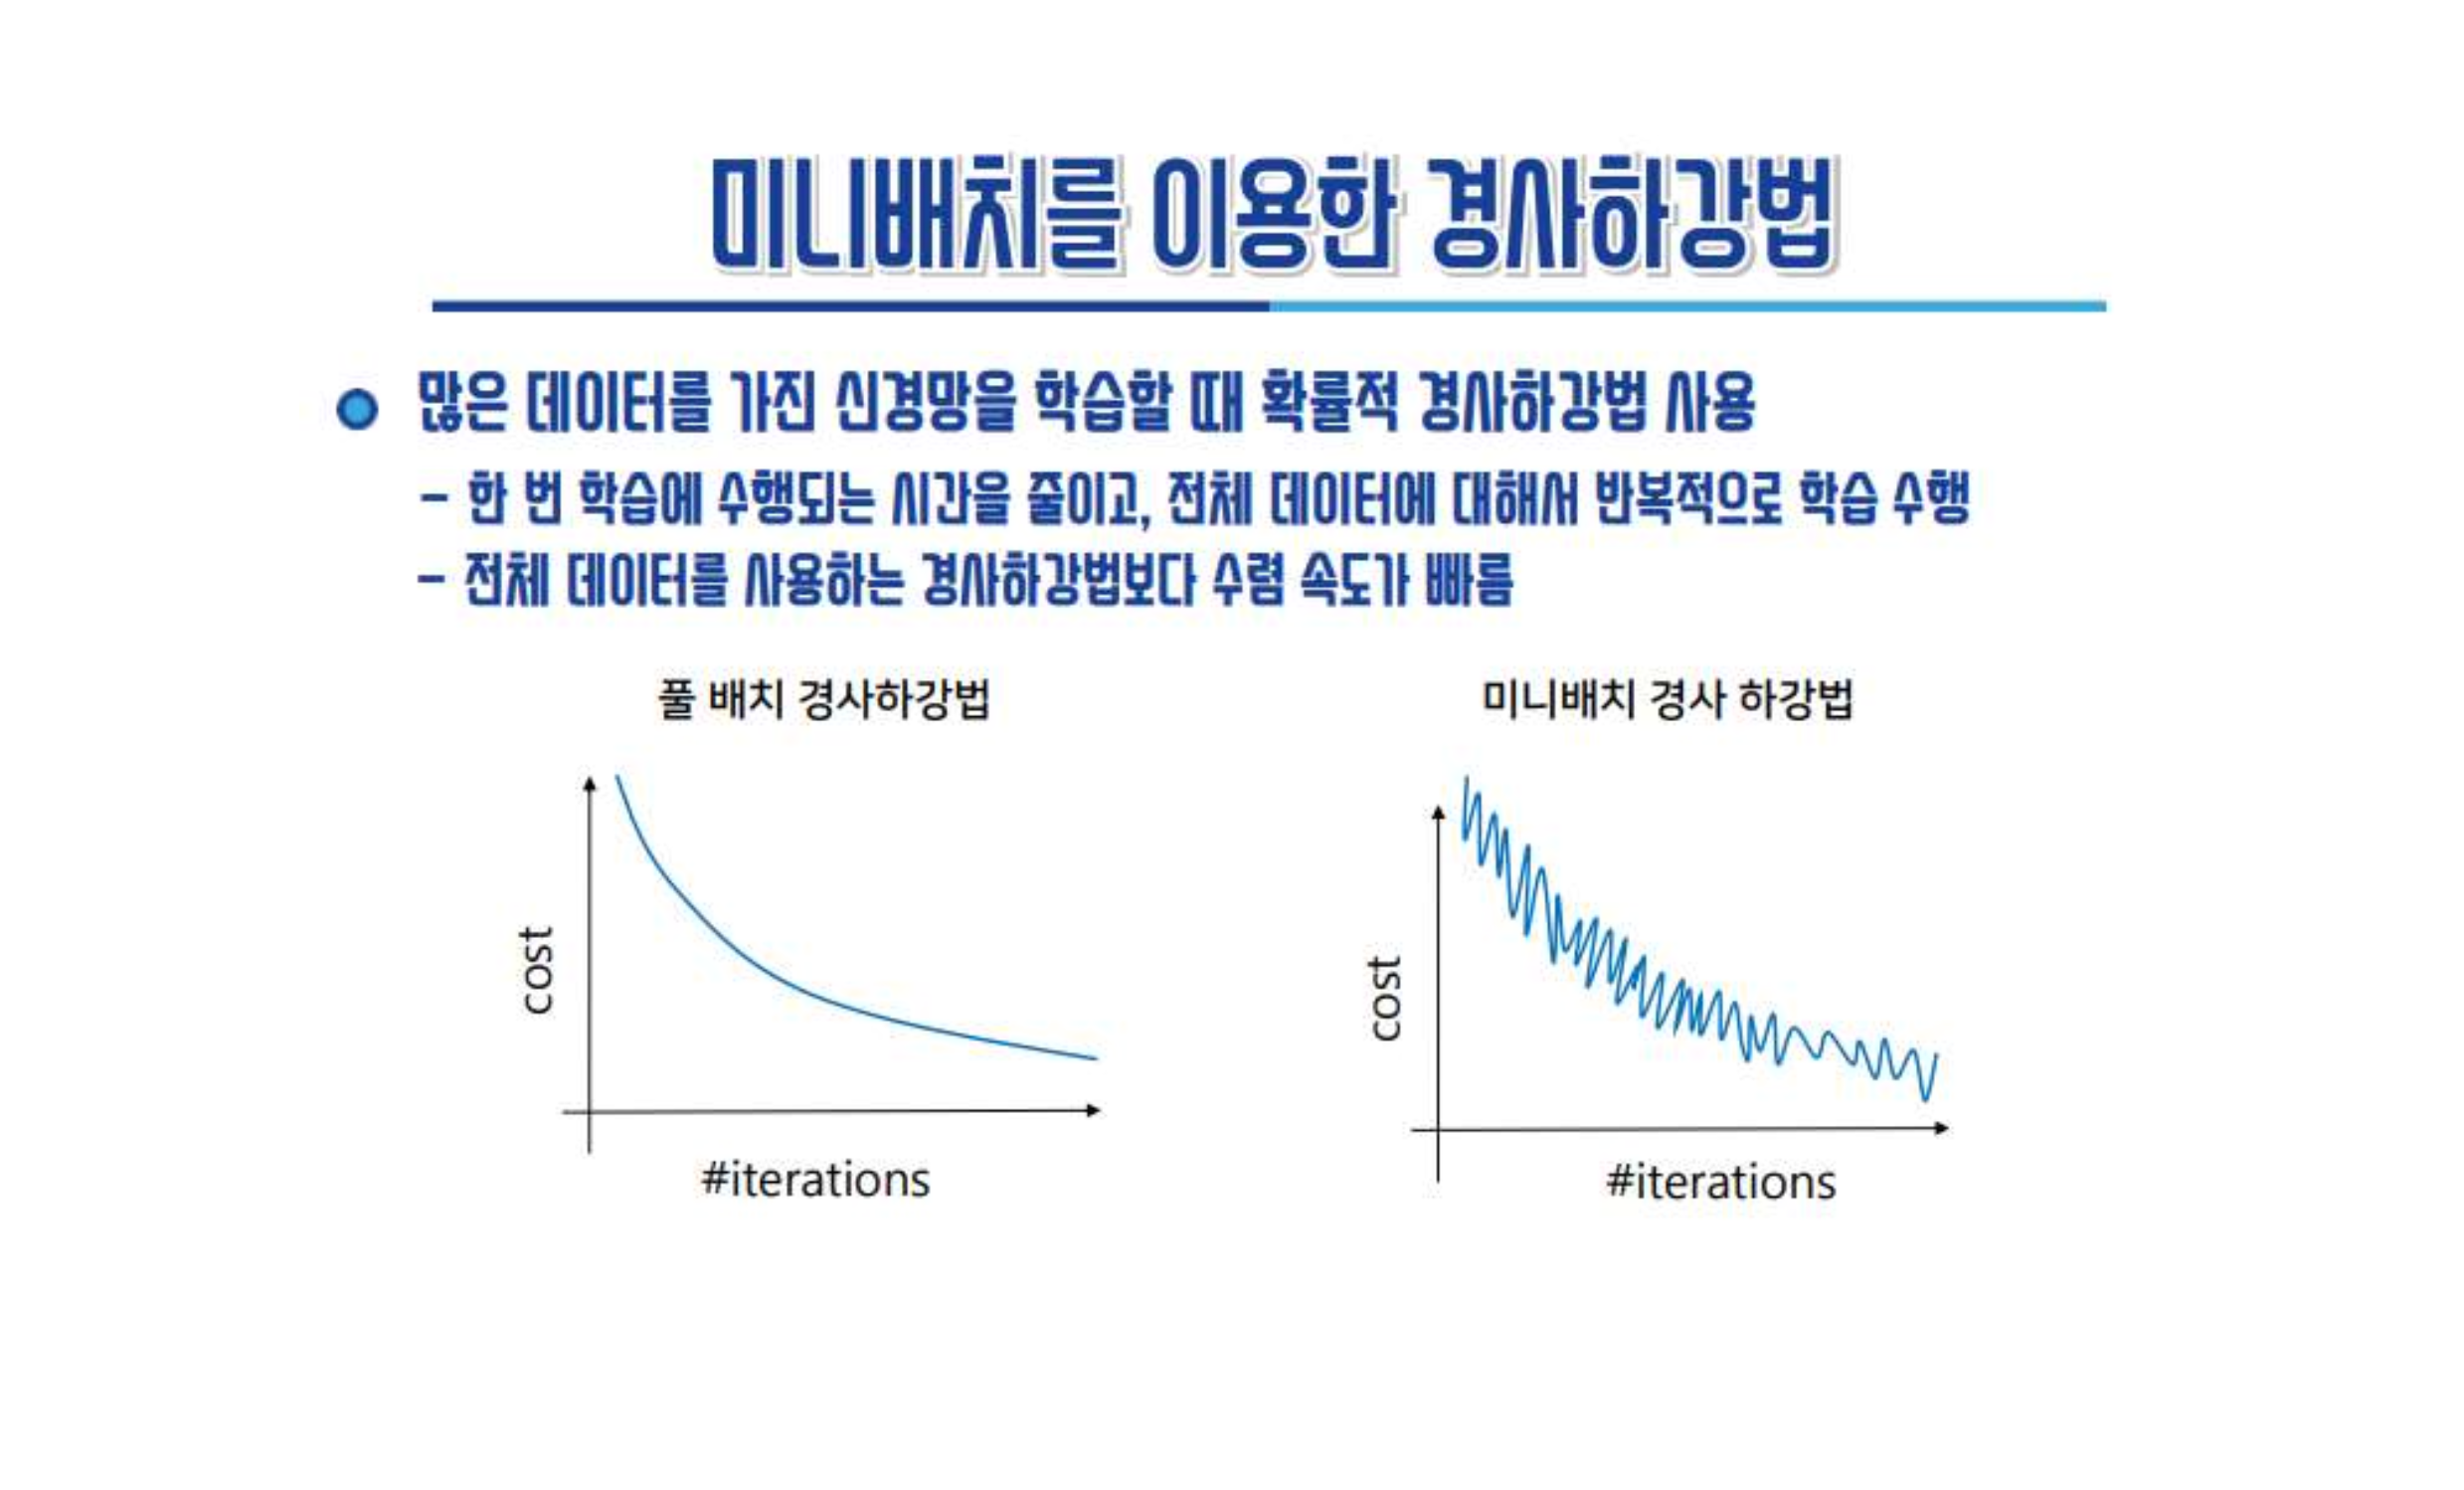 미니배치를 이용한 경사하강법
많은 데이터를 가진 신경망을 학습할 때 확률적 경사하강법 사용
- 한 번 학습에 수행되는 시간을 줄이고, 전체 데이터에 대해서 반복적으로 학습 수행
- 전체 데이터를 사용하는 경사하강법보다 수렴 속도가 빠름
풀 배치 경사하강법
cost
#iterations
미니배치 경사 하강법
cost
#iterations